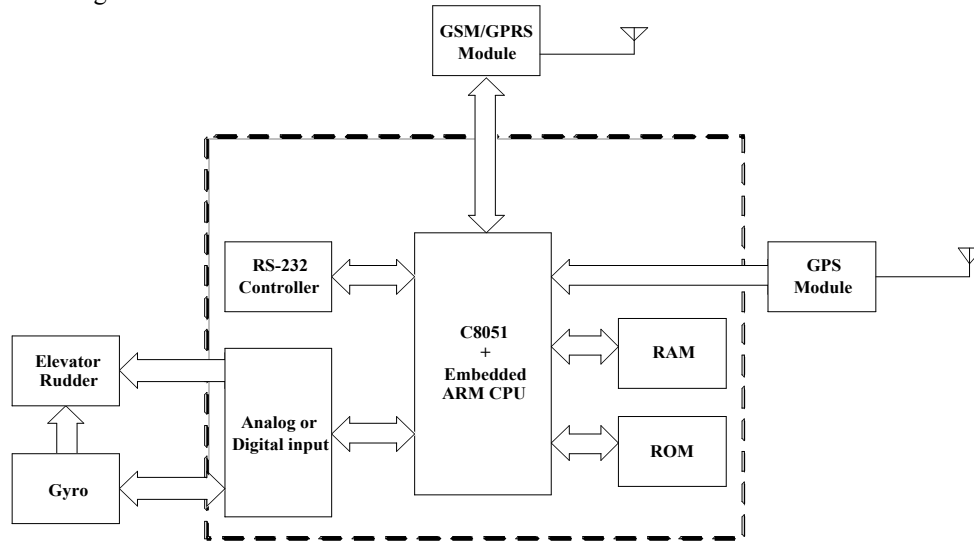 GSM/GPRS
Module
RS-232
Controller
GPS
Module
C8051
+
Embedded
ARM CPU
RAM
Elevator
Rudder
Analog or
Digital input
ROM
Gyro